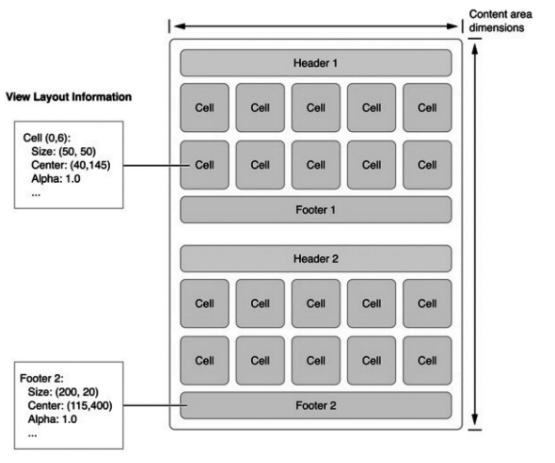 Content area
dimensions
Header 1
View Layout Information
Cell Cell Cell Cell Cell
Cell (0,6):
Size: (50, 50)
Center: (40,145)
Alpha: 1.0
...
Cell Cell Cell Cell Cell
Footer 1
Header 2
Cell Cell Cell Cell Cell
Cell Cell Cell Cell Cell
Footer 2:
Size: (200, 20)
Center: (115,400)
Alpha: 1.0
...
Footer 2